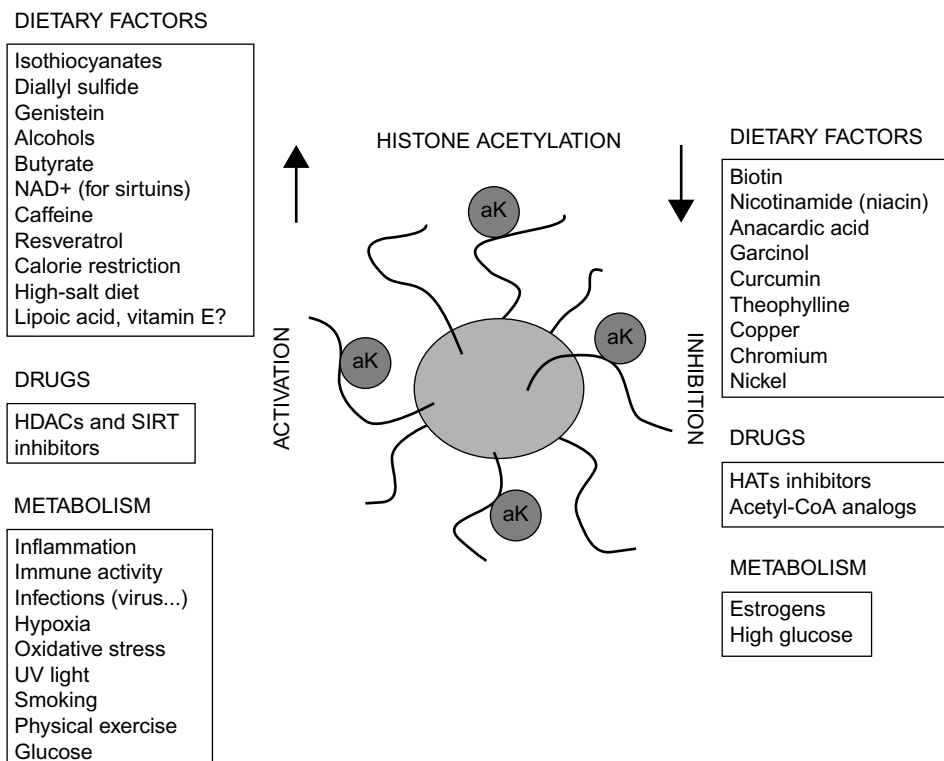 DIETARY FACTORS
Isothiocyanates
Diallyl sulfide
Genistein
Alcohols
Butyrate
NAD+ (for sirtuins)
Caffeine
Resveratrol
Calorie restriction
High-salt diet
Lipoic acid, vitamin E?
DRUGS
HDACs and SIRT
inhibitors
METABOLISM
Inflammation
Immune activity
Infections (virus...)
Hypoxia
Oxidative stress
UV light
Smoking
Physical exercise
Glucose
HISTONE ACETYLATION
ACTIVATION
aK
aK
aK
aK
INHIBITION
DIETARY FACTORS
Biotin
Nicotinamide (niacin)
Anacardic acid
Garcinol
Curcumin
Theophylline
Copper
Chromium
Nickel
DRUGS
HATs inhibitors
Acetyl-CoA analogs
METABOLISM
Estrogens
High glucose